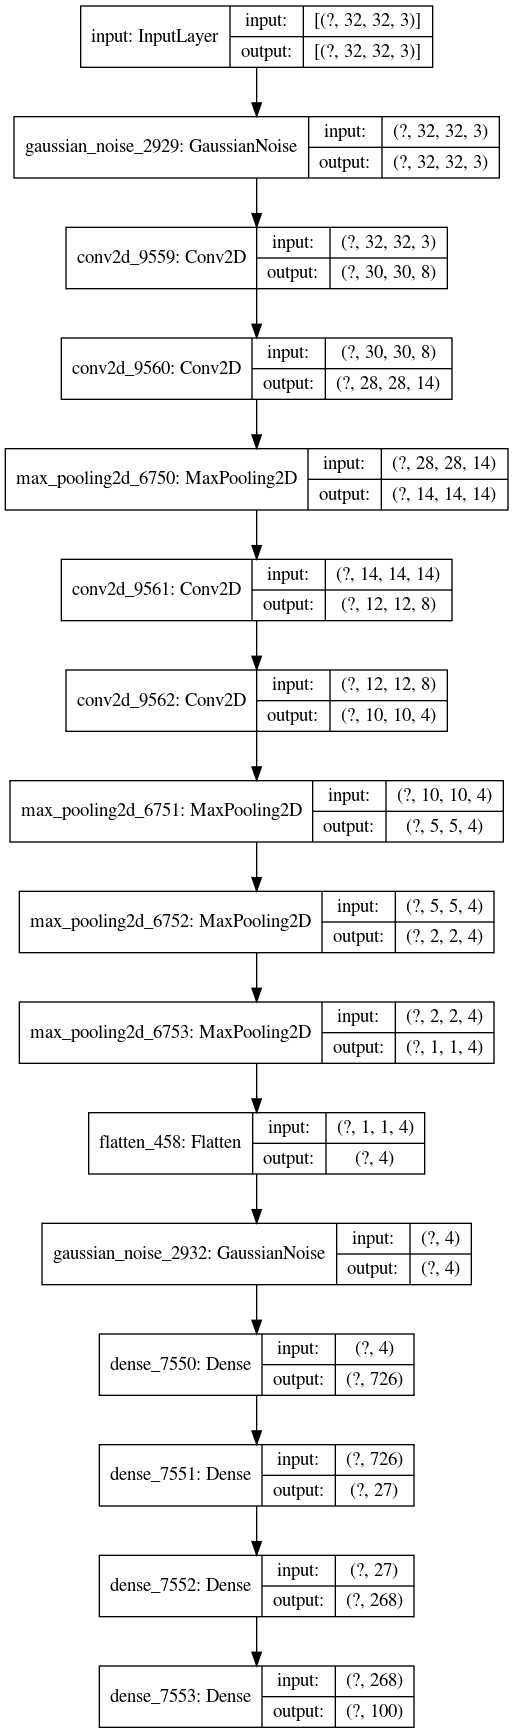 input: InputLayer
input: [(?, 32, 32, 3)]
output: [(?, 32, 32, 3)]
gaussian_noise_2929: GaussianNoise
input: (?, 32, 32, 3)
output: (?, 32, 32, 3)
conv2d_9559: Conv2D
input: (?, 32, 32, 3)
output: (?, 30, 30, 8)
conv2d_9560: Conv2D
input: (?, 30, 30, 8)
output: (?, 28, 28, 14)
max_pooling2d_6750: MaxPooling2D
input: (?, 28, 28, 14)
output: (?, 14, 14, 14)
conv2d_9561: Conv2D
input: (?, 14, 14, 14)
output: (?, 12, 12, 8)
conv2d_9562: Conv2D
input: (?, 12, 12, 8)
output: (?, 10, 10, 4)
max_pooling2d_6751: MaxPooling2D
input: (?, 10, 10, 4)
output: (?, 5, 5, 4)
max_pooling2d_6752: MaxPooling2D
input: (?, 5, 5, 4)
output: (?, 2, 2, 4)
max_pooling2d_6753: MaxPooling2D
input: (?, 2, 2, 4)
output: (?, 1, 1, 4)
flatten_458: Flatten
input: (?, 1, 1, 4)
output: (?, 4)
gaussian_noise_2932: GaussianNoise
input: (?, 4)
output: (?, 4)
dense_7550: Dense
input: (?, 4)
output: (?, 726)
dense_7551: Dense
input: (?, 726)
output: (?, 27)
dense_7552: Dense
input: (?, 27)
output: (?, 268)
dense_7553: Dense
input: (?, 268)
output: (?, 100)